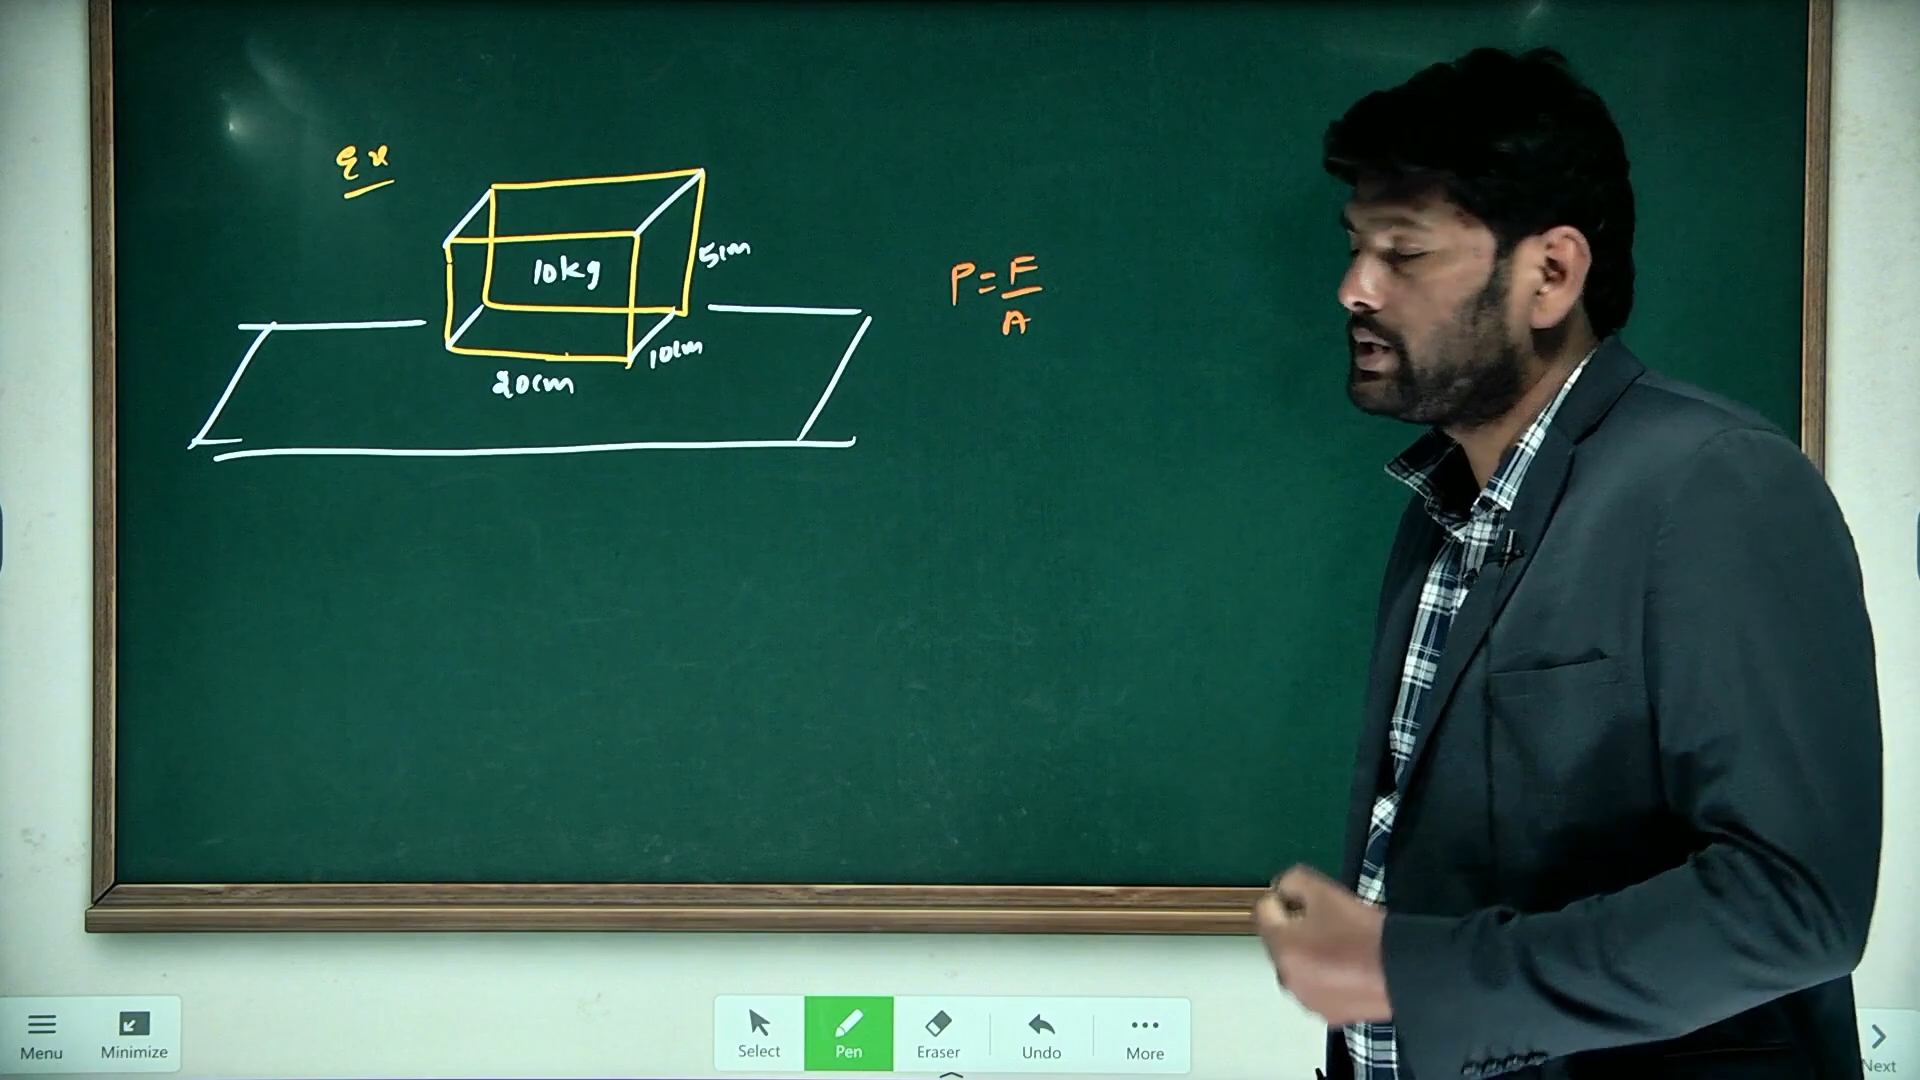 Ex
10kg
5cm
10cm
20cm
P = F/A
Menu
Minimize
Select
Pen
Eraser
Undo
More
Next